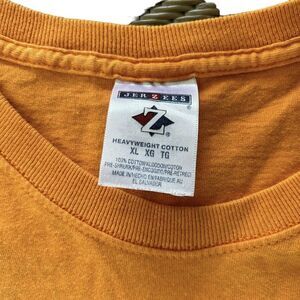 JERZEES
Z
HEAVYWEIGHT COTTON
XL XG TG
100% COTTON/ALGODON/COTON
PRE-SHRUNK/PRE-ENCOGIDO/PRE-RETRECI
MADE IN/HECHO EN/FABRIQUE AU
EL SALVADOR